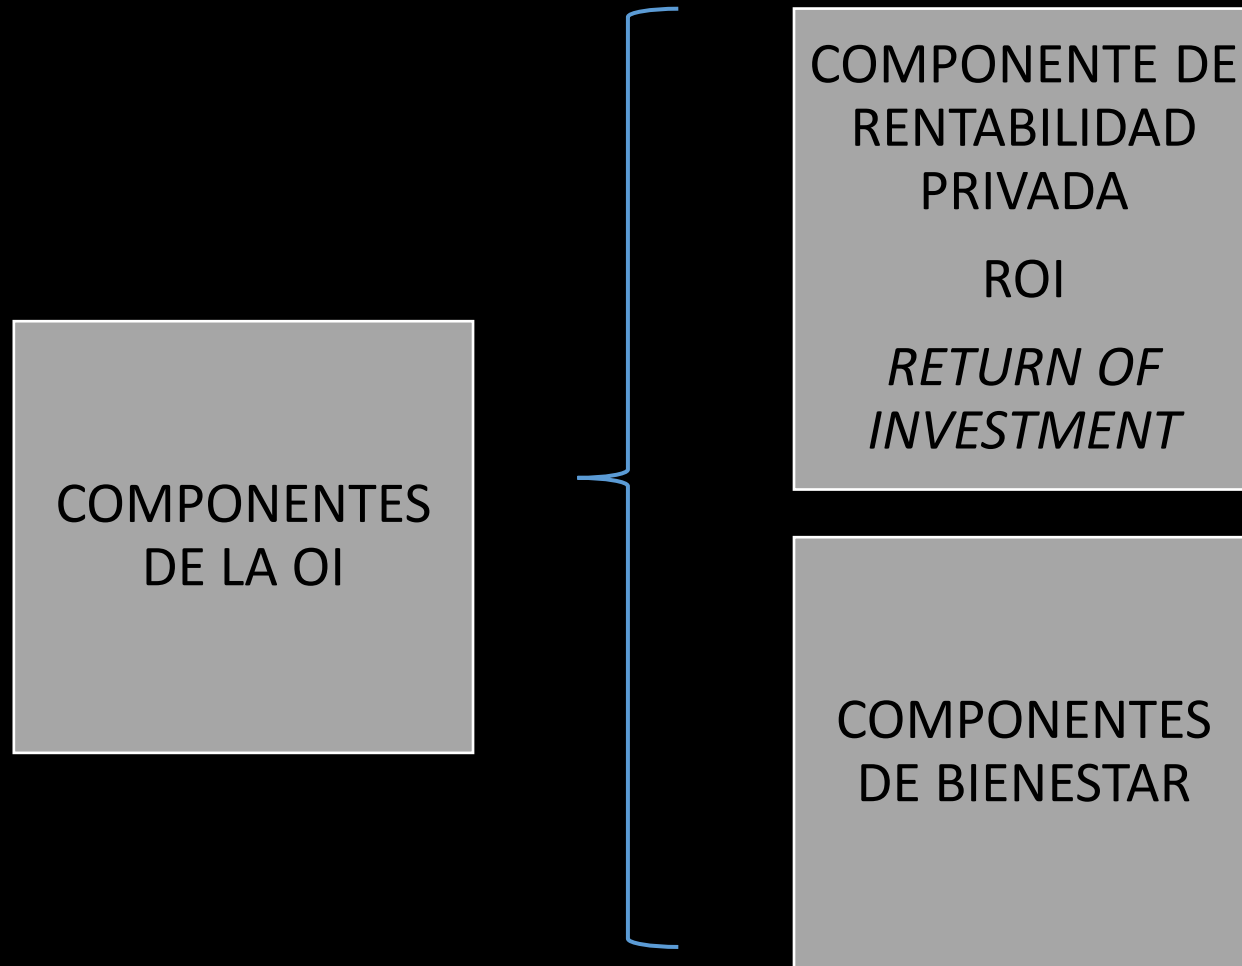 COMPONENTES
DE LA OI
COMPONENTE DE
RENTABILIDAD
PRIVADA
ROI
RETURN OF
INVESTMENT
COMPONENTES
DE BIENESTAR